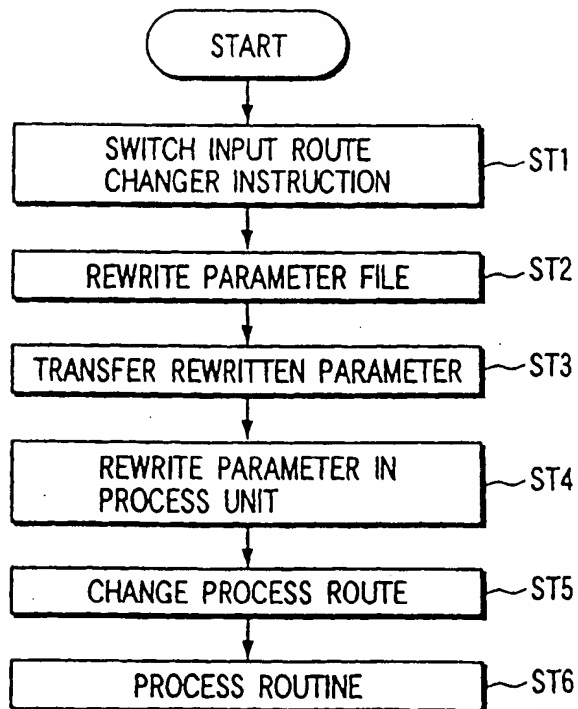 START
SWITCH INPUT ROUTE
CHANGER INSTRUCTION
ST1
REWRITE PARAMETER FILE
ST2
TRANSFER REWRITTEN PARAMETER
ST3
REWRITE PARAMETER IN
PROCESS UNIT
ST4
CHANGE PROCESS ROUTE
ST5
PROCESS ROUTINE
ST6